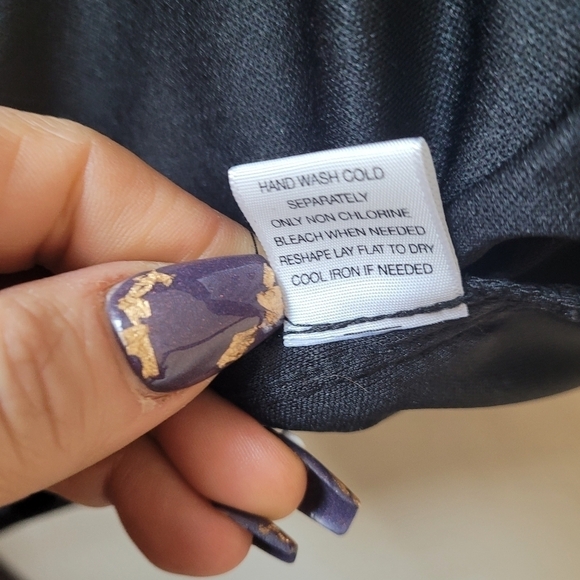 HAND WASH COLD
SEPARATELY
ONLY NON CHLORINE
BLEACH WHEN NEEDED
RESHAPE LAY FLAT TO DRY
COOL IRON IF NEEDED